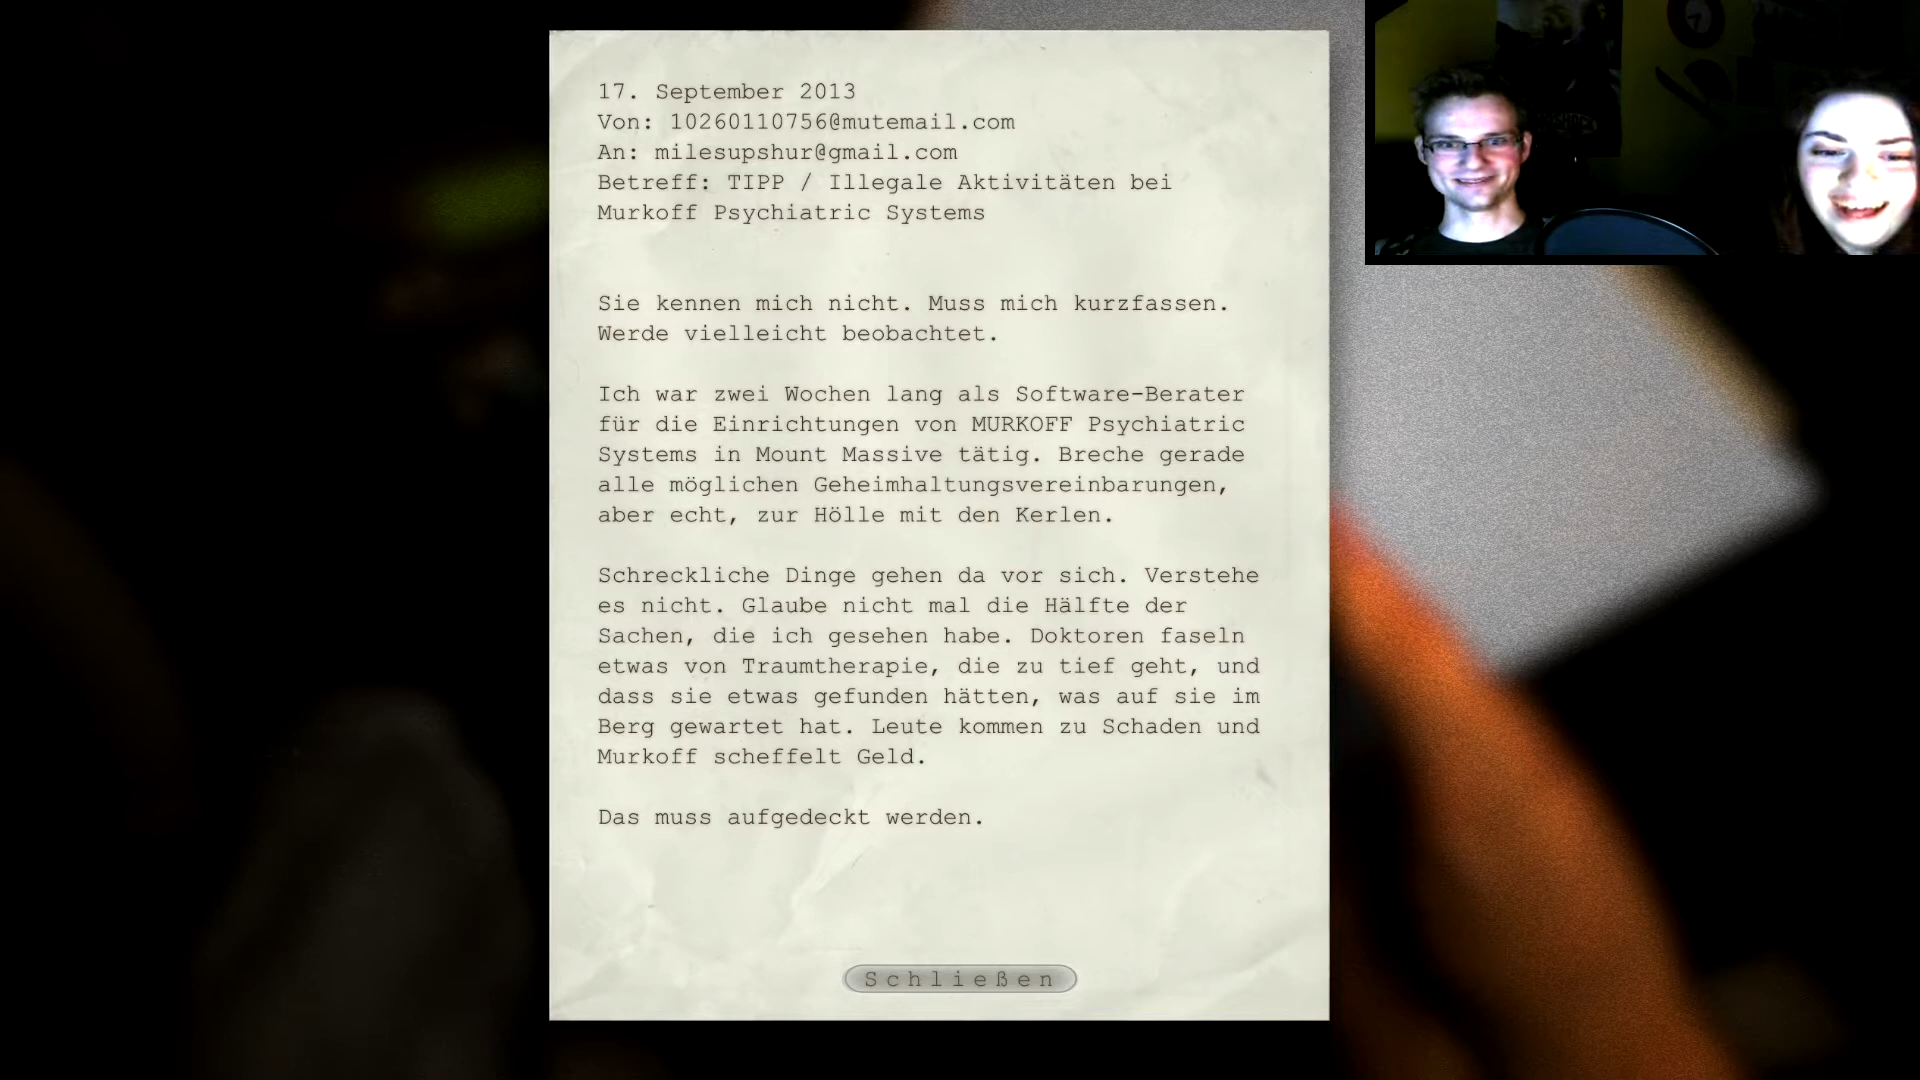 17. September 2013
Von: 10260110756@mutemail.com
An: milesupshur@gmail.com
Betreff: TIPP / Illegale Aktivitäten bei
Murkoff Psychiatric Systems
Sie kennen mich nicht. Muss mich kurzfassen.
Werde vielleicht beobachtet.
Ich war zwei Wochen lang als Software-Berater
für die Einrichtungen von MURKOFF Psychiatric
Systems in Mount Massive tätig. Breche gerade
alle möglichen Geheimhaltungsvereinbarungen,
aber echt, zur Hölle mit den Kerlen.
Schreckliche Dinge gehen da vor sich. Verstehe
es nicht. Glaube nicht mal die Hälfte der
Sachen, die ich gesehen habe. Doktoren faseln
etwas von Traumtherapie, die zu tief geht, und
dass sie etwas gefunden hätten, was auf sie im
Berg gewartet hat. Leute kommen zu Schaden und
Murkoff scheffelt Geld.
Das muss aufgedeckt werden.
Schließen